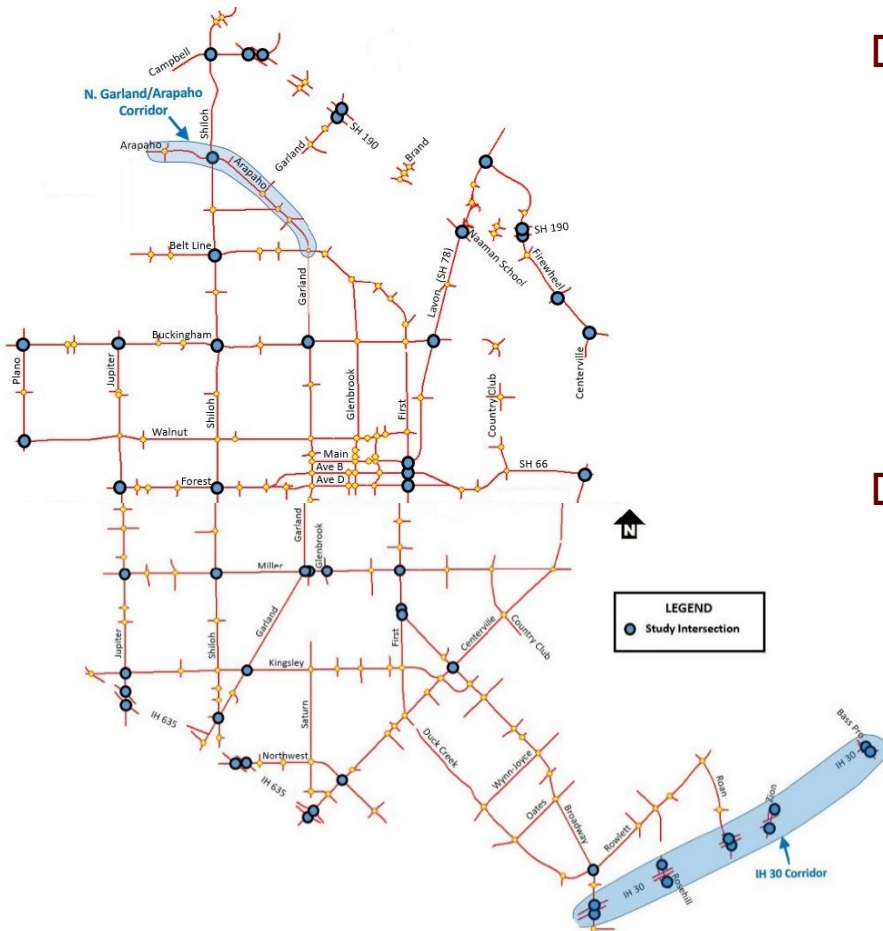 Campbell
N. Garland/Arapaho
Corridor
Shiloh
SH 190
Arapaho
Arapaho
Garland
Brand
Belt Line
Garland
Lavon (SH 78)
Naaman School
SH 190
Firewheel
Buckingham
Plano
Jupiter
Shiloh
Glenbrook
First
Country Club
Centerville
Walnut
Main
Ave B
SH 66
Forest
Ave D
Garland
Glenbrook
N
Miller
LEGEND
Study Intersection
Garland
Centerville
Country Club
Jupiter
Shiloh
First
Kingsley
Saturn
IH 635
Bass Pro
Duck Creek
Northwest
IH 30
Wynn-Joyce
IH 635
Roan
Zion
Oates
Broadway
Rowlett
IH 30 Corridor
IH 30
Rosehill